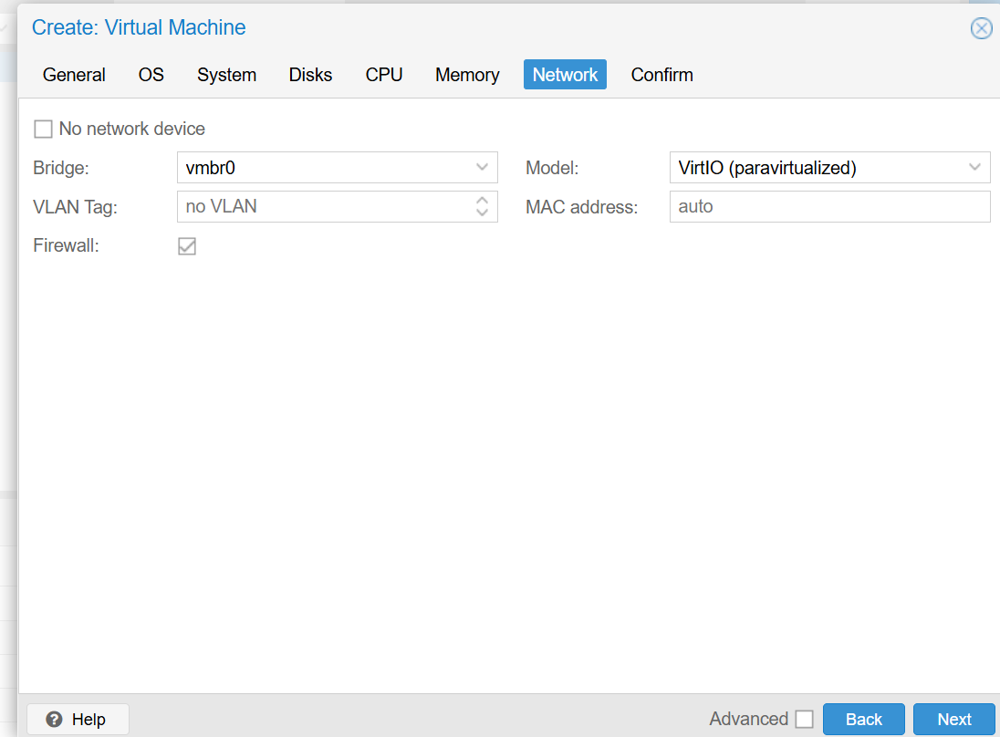 Create: Virtual Machine
General OS System Disks CPU Memory Network Confirm
No network device
Bridge: vmbr0 Model: VirtIO (paravirtualized)
VLAN Tag: no VLAN MAC address: auto
Firewall:
? Help Advanced Back Next